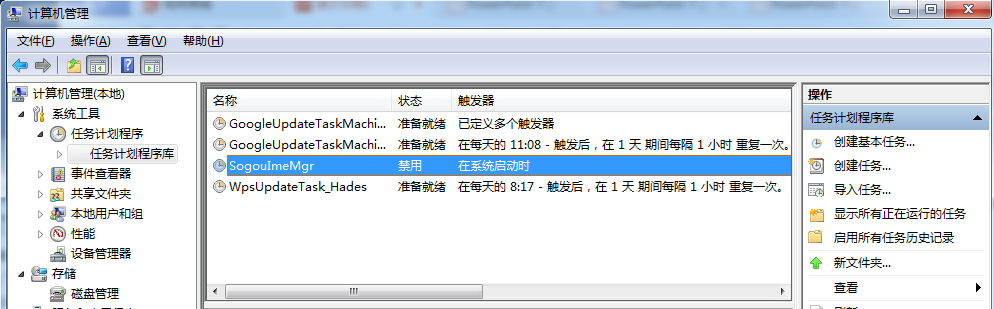 计算机管理
文件(F) 操作(A) 查看(V) 帮助(H)
计算机管理(本地)
系统工具
任务计划程序
任务计划程序库
事件查看器
共享文件夹
本地用户和组
性能
设备管理器
存储
磁盘管理
名称 状态 触发器
GoogleUpdateTaskMachi... 准备就绪 已定义多个触发器
GoogleUpdateTaskMachi... 准备就绪 在每天的 11:08 - 触发后，在 1 天 期间每隔 1 小时 重复一次。
SogouImeMgr 禁用 在系统启动时
WpsUpdateTask_Hades 准备就绪 在每天的 8:17 - 触发后，在 1 天 期间每隔 1 小时 重复一次。
操作
任务计划程序库
创建基本任务...
创建任务...
导入任务...
显示所有正在运行的任务
启用所有任务历史记录
新文件夹...
查看